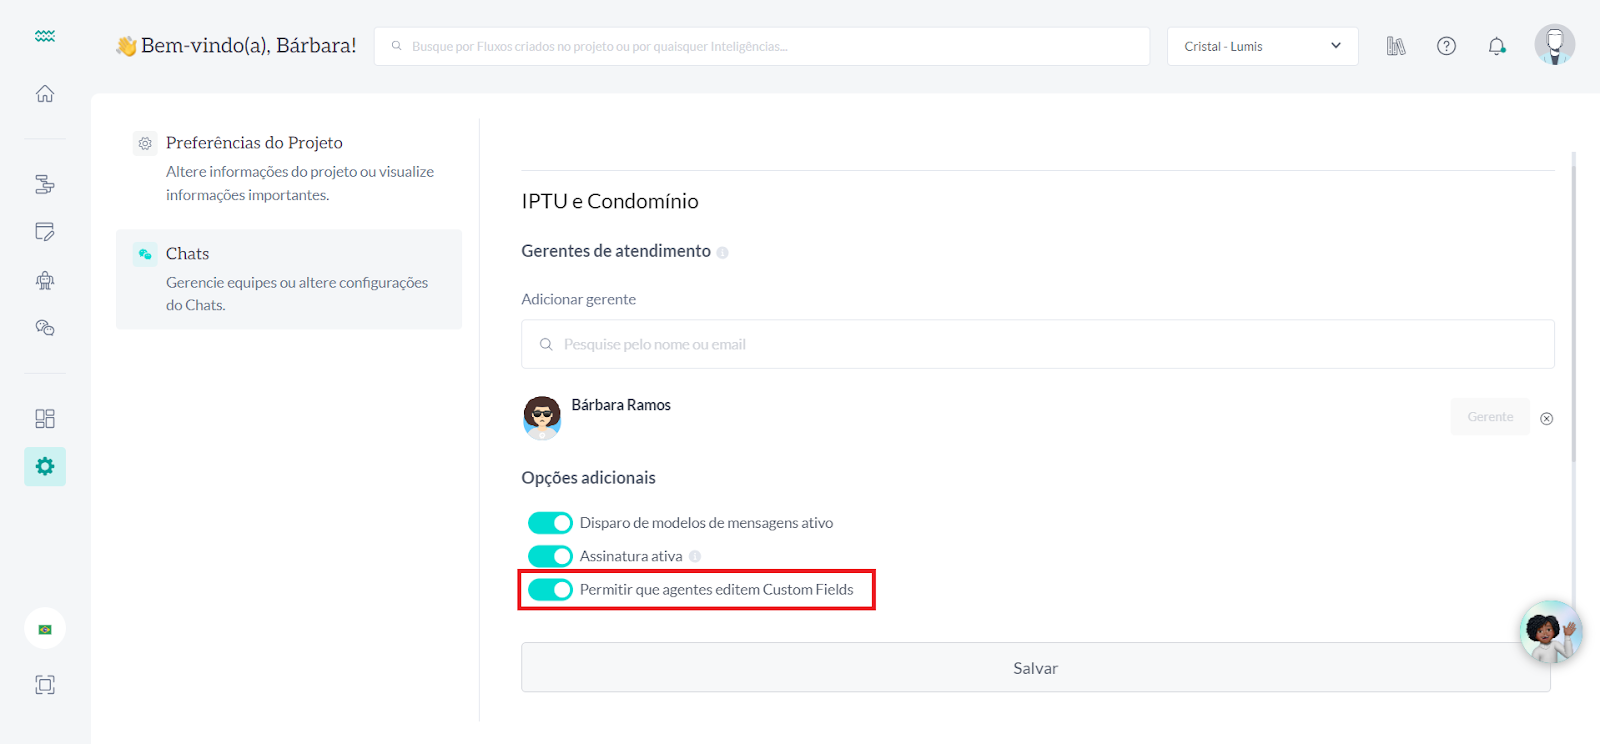 Bem-vindo(a), Bárbara!
Busque por Fluxos criados no projeto ou por quaisquer Inteligências...
Cristal - Lumis
Preferências do Projeto
Altere informações do projeto ou visualize
informações importantes.
Chats
Gerencie equipes ou altere configurações
do Chats.
IPTU e Condomínio
Gerentes de atendimento
Adicionar gerente
Pesquise pelo nome ou email
Bárbara Ramos
Gerente
Opções adicionais
Disparo de modelos de mensagens ativo
Assinatura ativa
Permitir que agentes editem Custom Fields
Salvar